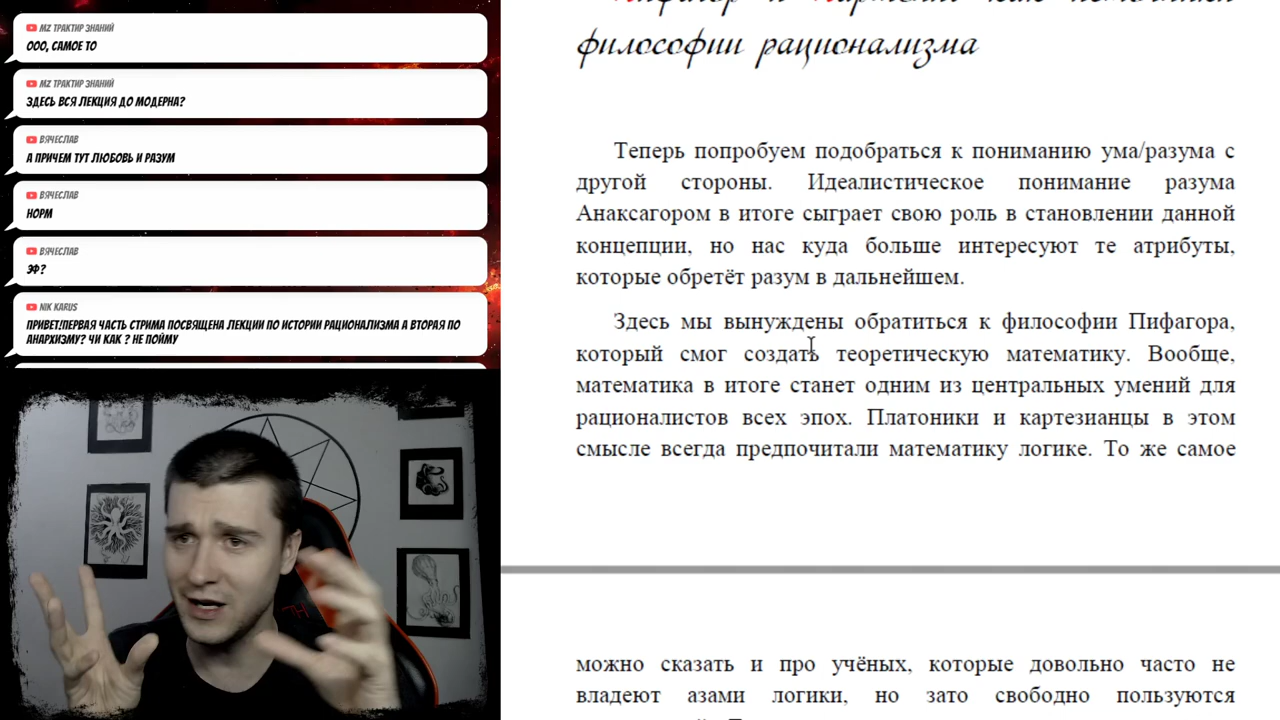 MZ ТРАКТИР ЗНАНИЙ
ООО, САМОЕ ТО
MZ ТРАКТИР ЗНАНИЙ
ЗДЕСЬ ВСЯ ЛЕКЦИЯ ДО МОДЕРНА?
ВЯЧЕСЛАВ
А ПРИЧЕМ ТУТ ЛЮБОВЬ И РАЗУМ
ВЯЧЕСЛАВ
НОРМ
ВЯЧЕСЛАВ
ЭФ?
NIK KARUS
ПРИВЕТ!ПЕРВАЯ ЧАСТЬ СТРИМА ПОСВЯЩЕНА ЛЕКЦИИ ПО ИСТОРИИ РАЦИОНАЛИЗМА А ВТОРАЯ ПО
АНАРХИЗМУ? ЧИ КАК ? НЕ ПОЙМУ
философии рационализма
Теперь попробуем подобраться к пониманию ума/разума с
другой стороны. Идеалистическое понимание разума
Анаксагором в итоге сыграет свою роль в становлении данной
концепции, но нас куда больше интересуют те атрибуты,
которые обретёт разум в дальнейшем.
Здесь мы вынуждены обратиться к философии Пифагора,
который смог создать теоретическую математику. Вообще,
математика в итоге станет одним из центральных умений для
рационалистов всех эпох. Платоники и картезианцы в этом
смысле всегда предпочитали математику логике. То же самое
можно сказать и про учёных, которые довольно часто не
владеют азами логики, но зато свободно пользуются